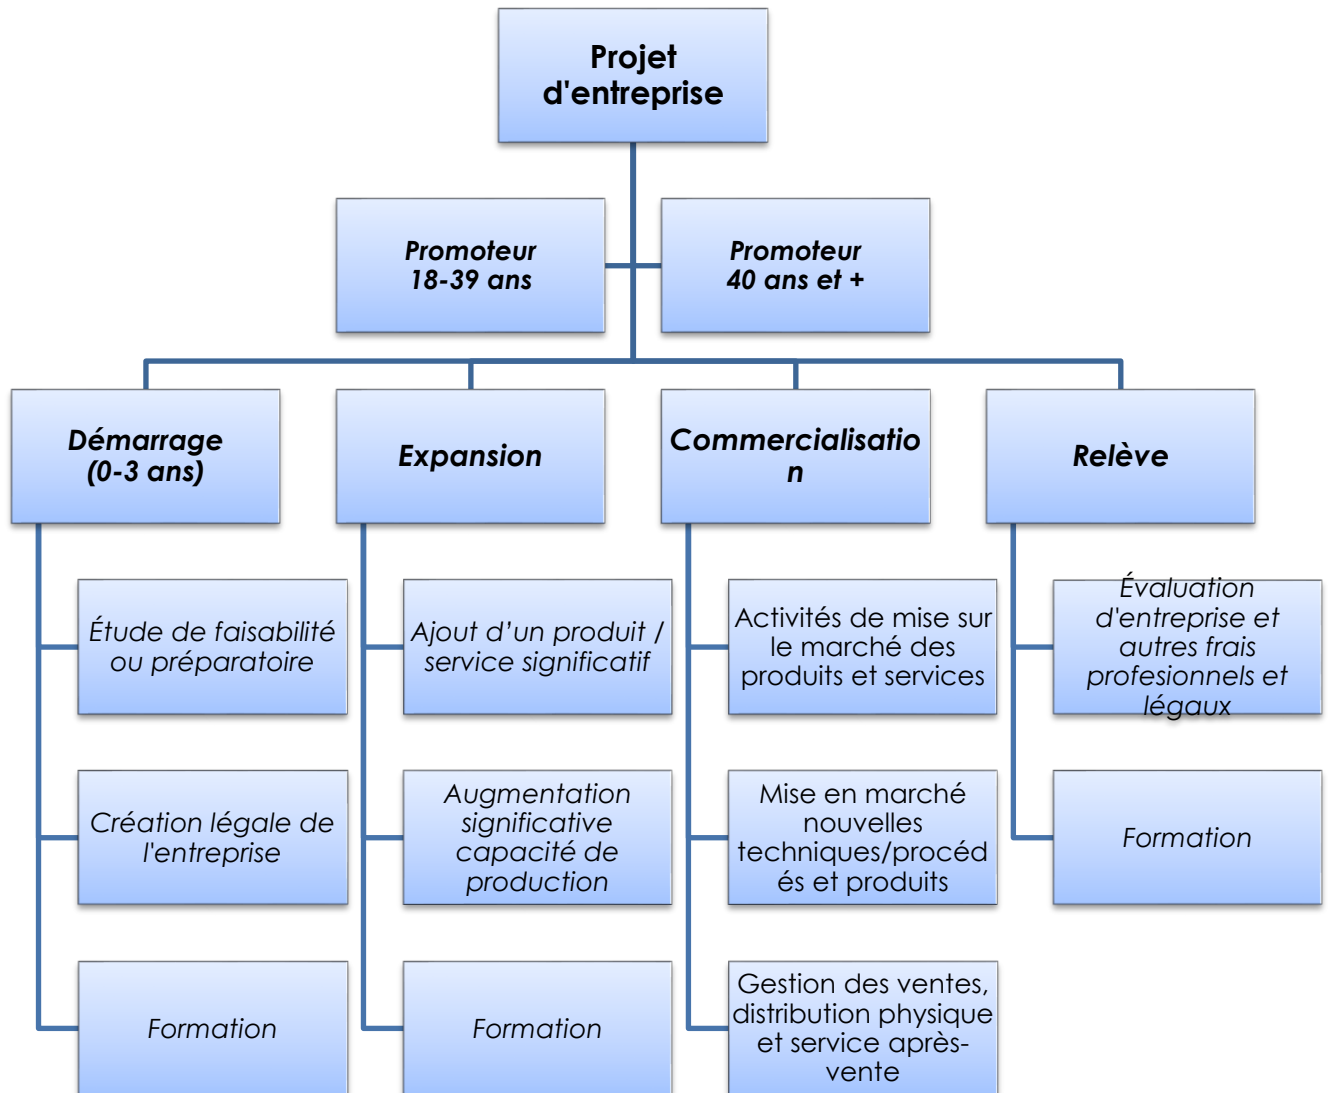 Projet
d'entreprise
Promoteur
18-39 ans
Promoteur
40 ans et +
Démarrage
(0-3 ans)
Expansion
Commercialisatio
n
Relève
Étude de faisabilité
ou préparatoire
Ajout d’un produit /
service significatif
Activités de mise sur
le marché des
produits et services
Évaluation
d'entreprise et
autres frais
profesionnels et
légaux
Création légale de
l'entreprise
Augmentation
significative
capacité de
production
Mise en marché
nouvelles
techniques/procéd
és et produits
Formation
Formation
Formation
Gestion des ventes,
distribution physique
et service après-
vente